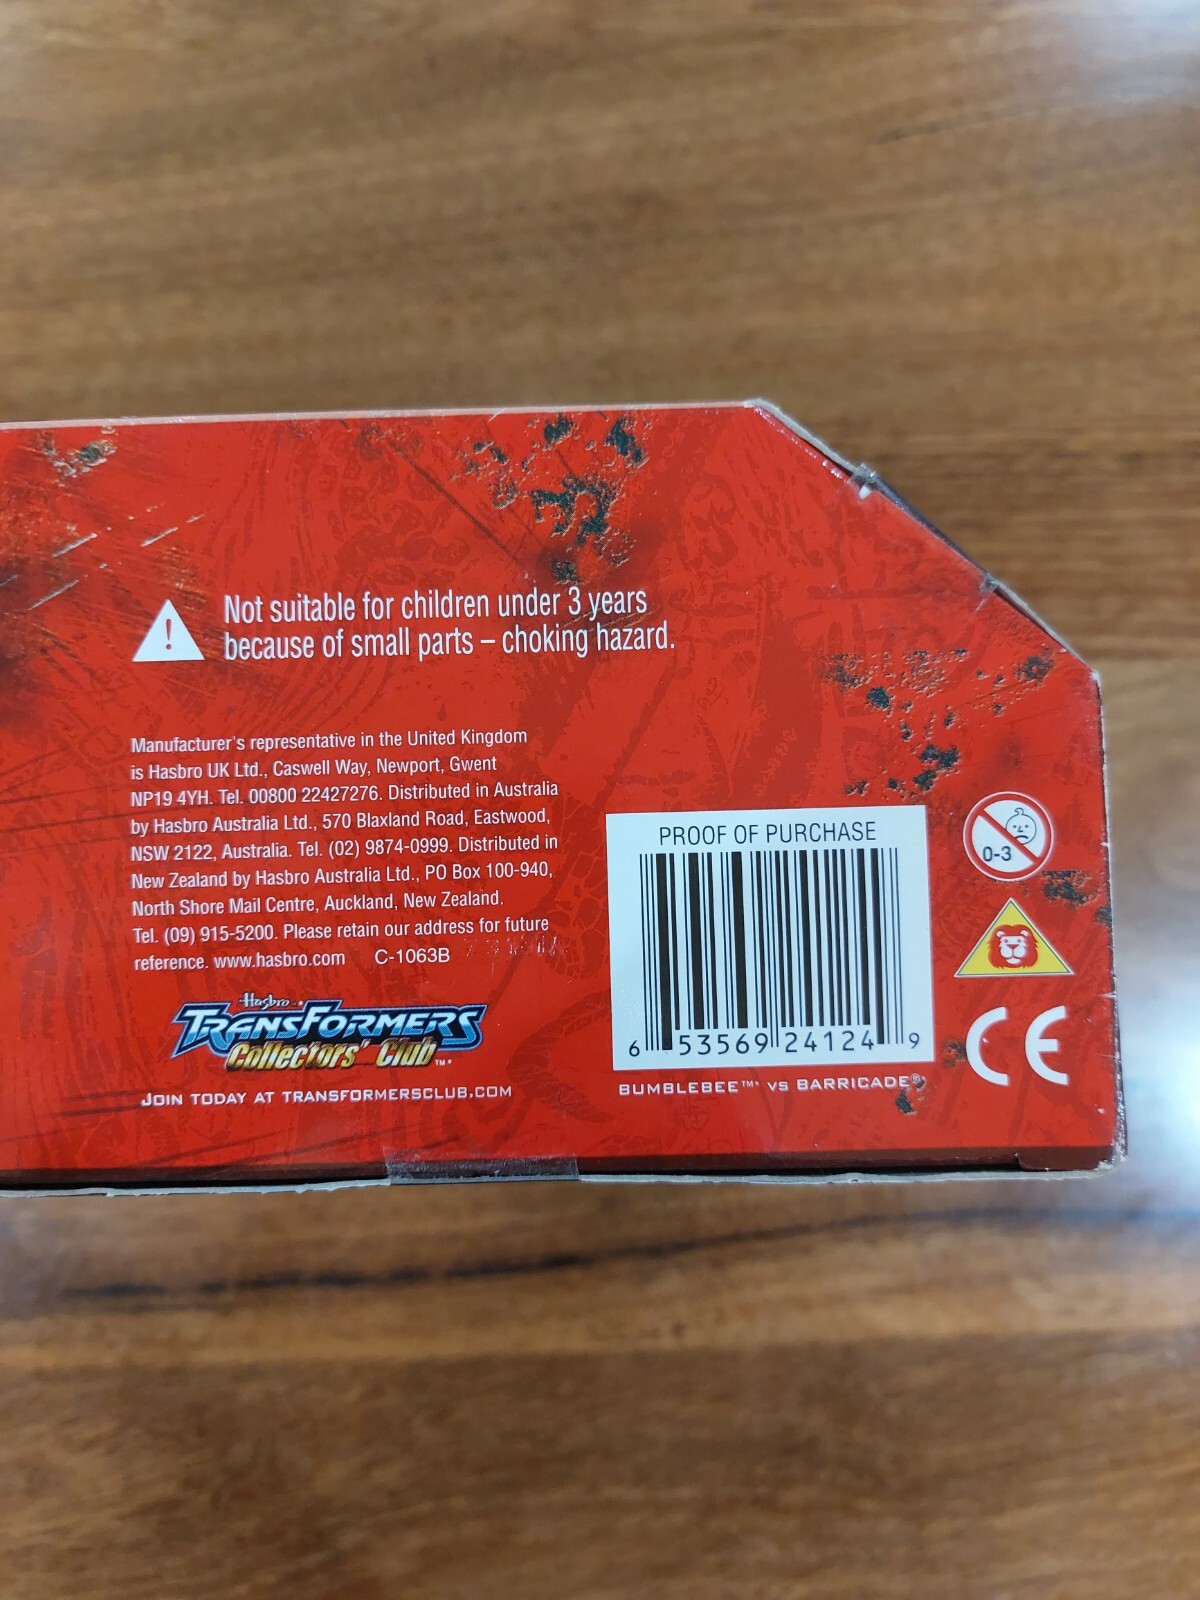 Not suitable for children under 3 years
because of small parts – choking hazard.
Manufacturer's representative in the United Kingdom
is Hasbro UK Ltd., Caswell Way, Newport, Gwent
NP19 4YH. Tel. 00800 22427276. Distributed in Australia
by Hasbro Australia Ltd., 570 Blaxland Road, Eastwood,
NSW 2122, Australia. Tel. (02) 9874-0999. Distributed in
New Zealand by Hasbro Australia Ltd., PO Box 100-940,
North Shore Mail Centre, Auckland, New Zealand.
Tel. (09) 915-5200. Please retain our address for future
reference. www.hasbro.com C-1063B
Hasbro
TRANSFORMERS
Collectors' Club™
JOIN TODAY AT TRANSFORMERSCLUB.COM
PROOF OF PURCHASE
6 53569 24124 9
BUMBLEBEE™* VS BARRICADE®
0-3
CE